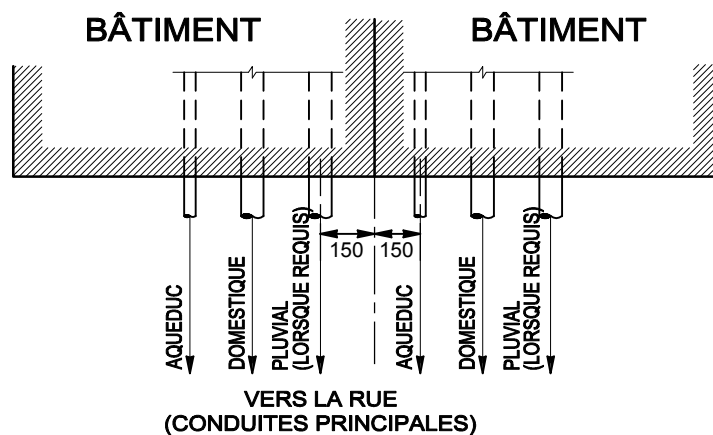 BÂTIMENT
BÂTIMENT
150
150
AQUEDUC
DOMESTIQUE
PLUVIAL
(LORSQUE REQUIS)
AQUEDUC
DOMESTIQUE
PLUVIAL
(LORSQUE REQUIS)
VERS LA RUE
(CONDUITES PRINCIPALES)